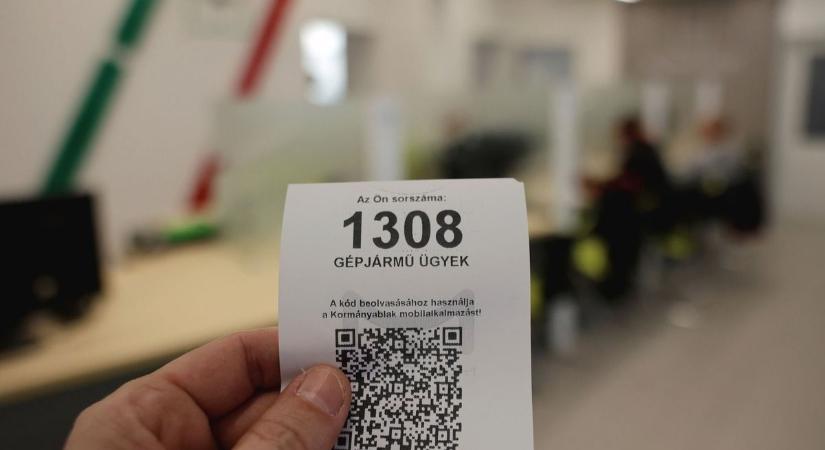 Az Ön sorszáma:
1308
GÉPJÁRMŰ ÜGYEK
A kód beolvasásához használja
a Kormányablak mobilalkalmazást!